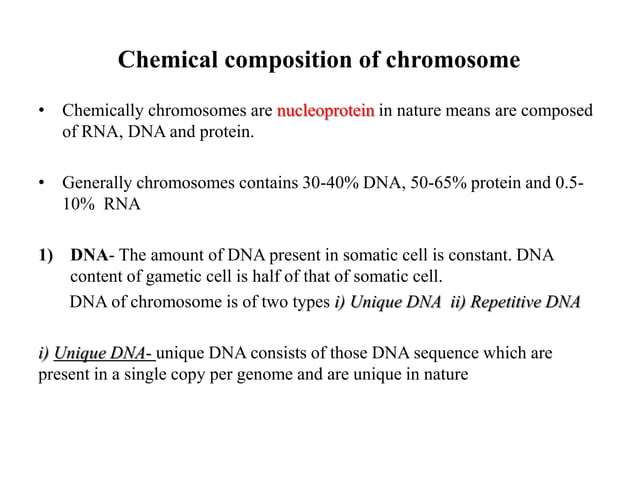 Chemical composition of chromosome
• Chemically chromosomes are nucleoprotein in nature means are composed
of RNA, DNA and protein.
• Generally chromosomes contains 30-40% DNA, 50-65% protein and 0.5-
10% RNA
1) DNA- The amount of DNA present in somatic cell is constant. DNA
content of gametic cell is half of that of somatic cell.
DNA of chromosome is of two types i) Unique DNA ii) Repetitive DNA
i) Unique DNA- unique DNA consists of those DNA sequence which are
present in a single copy per genome and are unique in nature